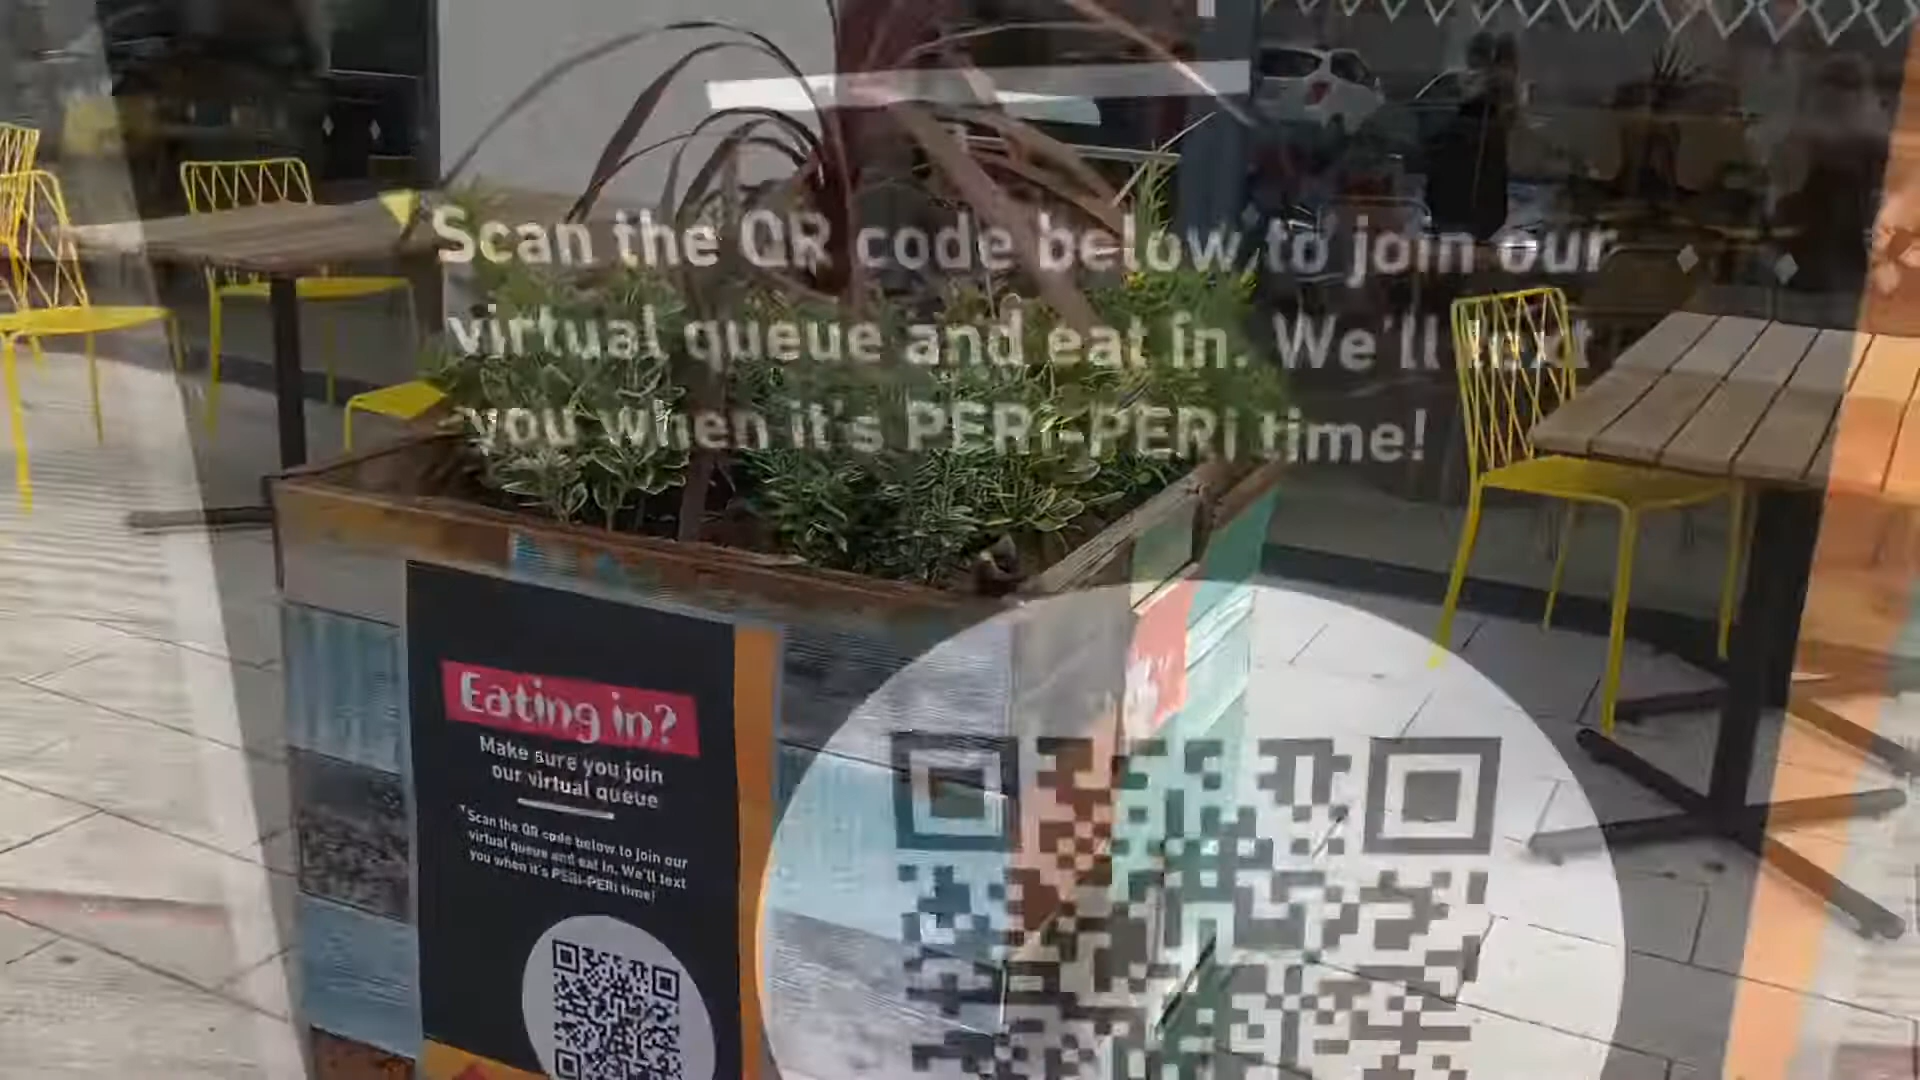 Scan the QR code below, to join our
virtual queue and eat in. We'll text
you when it's PERi-PERi time!
Eating in?
Make sure you join
our virtual queue
Scan the QR code below to join our
virtual queue and eat in. We'll text
you when it's PERi-PERi time!